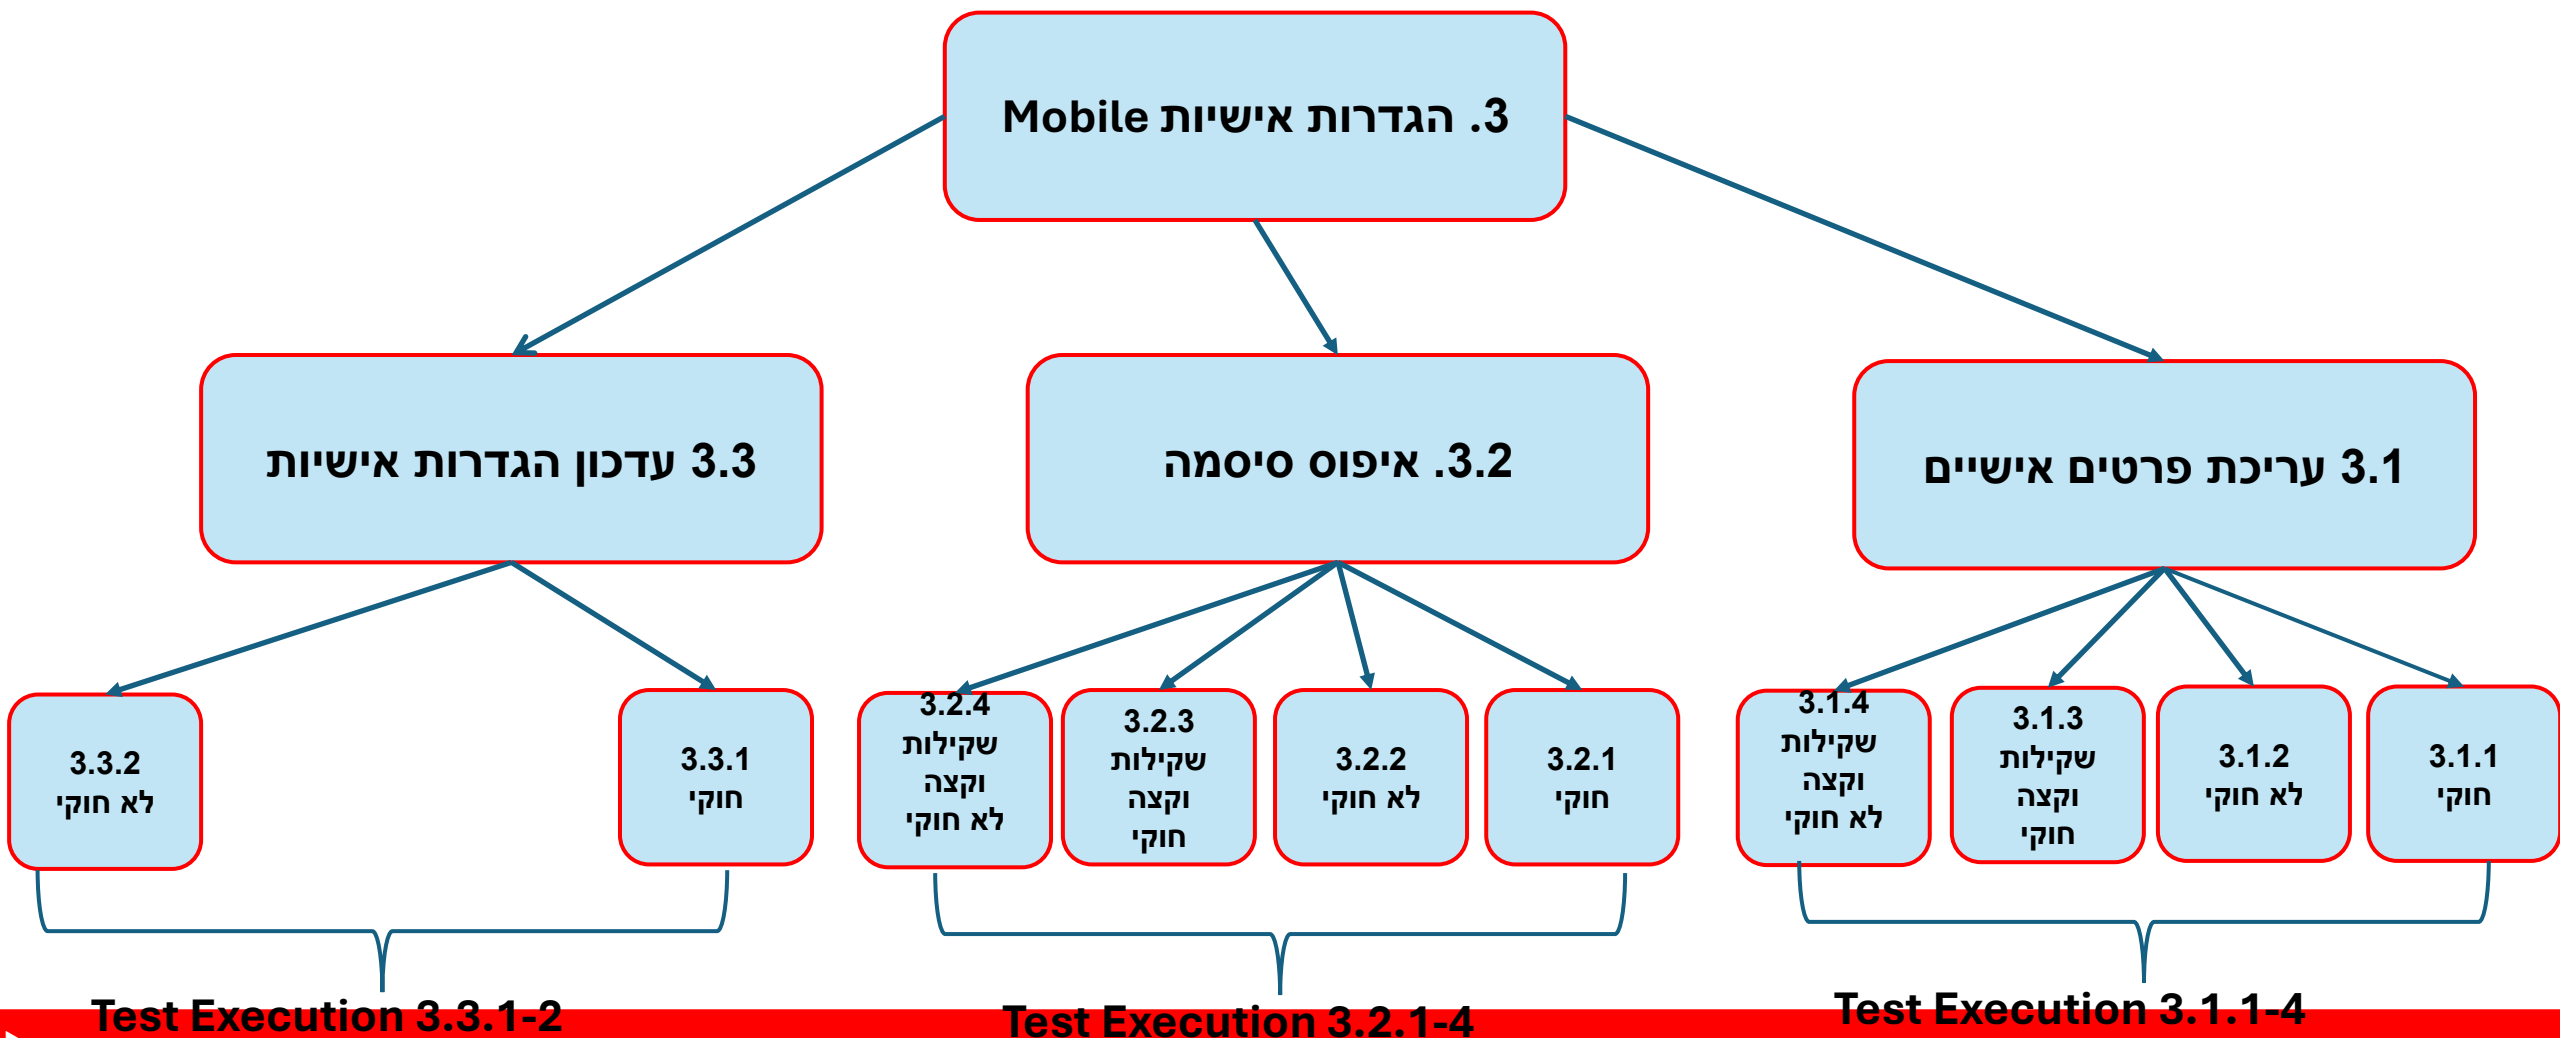 3. הגדרות אישיות Mobile
3.1 עריכת פרטים אישיים
3.2. איפוס סיסמה
3.3 עדכון הגדרות אישיות
3.1.1
חוקי
3.1.2
לא חוקי
3.1.3
שקילות
וקצה
חוקי
3.1.4
שקילות
וקצה
לא חוקי
3.2.1
חוקי
3.2.2
לא חוקי
3.2.3
שקילות
וקצה
חוקי
3.2.4
שקילות
וקצה
לא חוקי
3.3.1
חוקי
3.3.2
לא חוקי
Test Execution 3.1.1-4
Test Execution 3.2.1-4
Test Execution 3.3.1-2